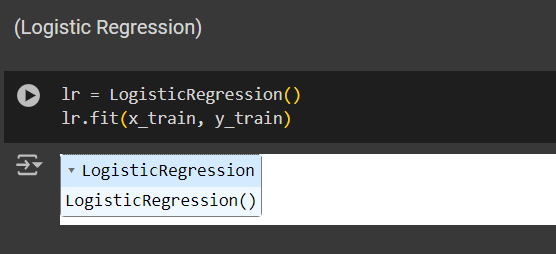 (Logistic Regression)
lr = LogisticRegression()
lr.fit(x_train, y_train)
LogisticRegression
LogisticRegression()